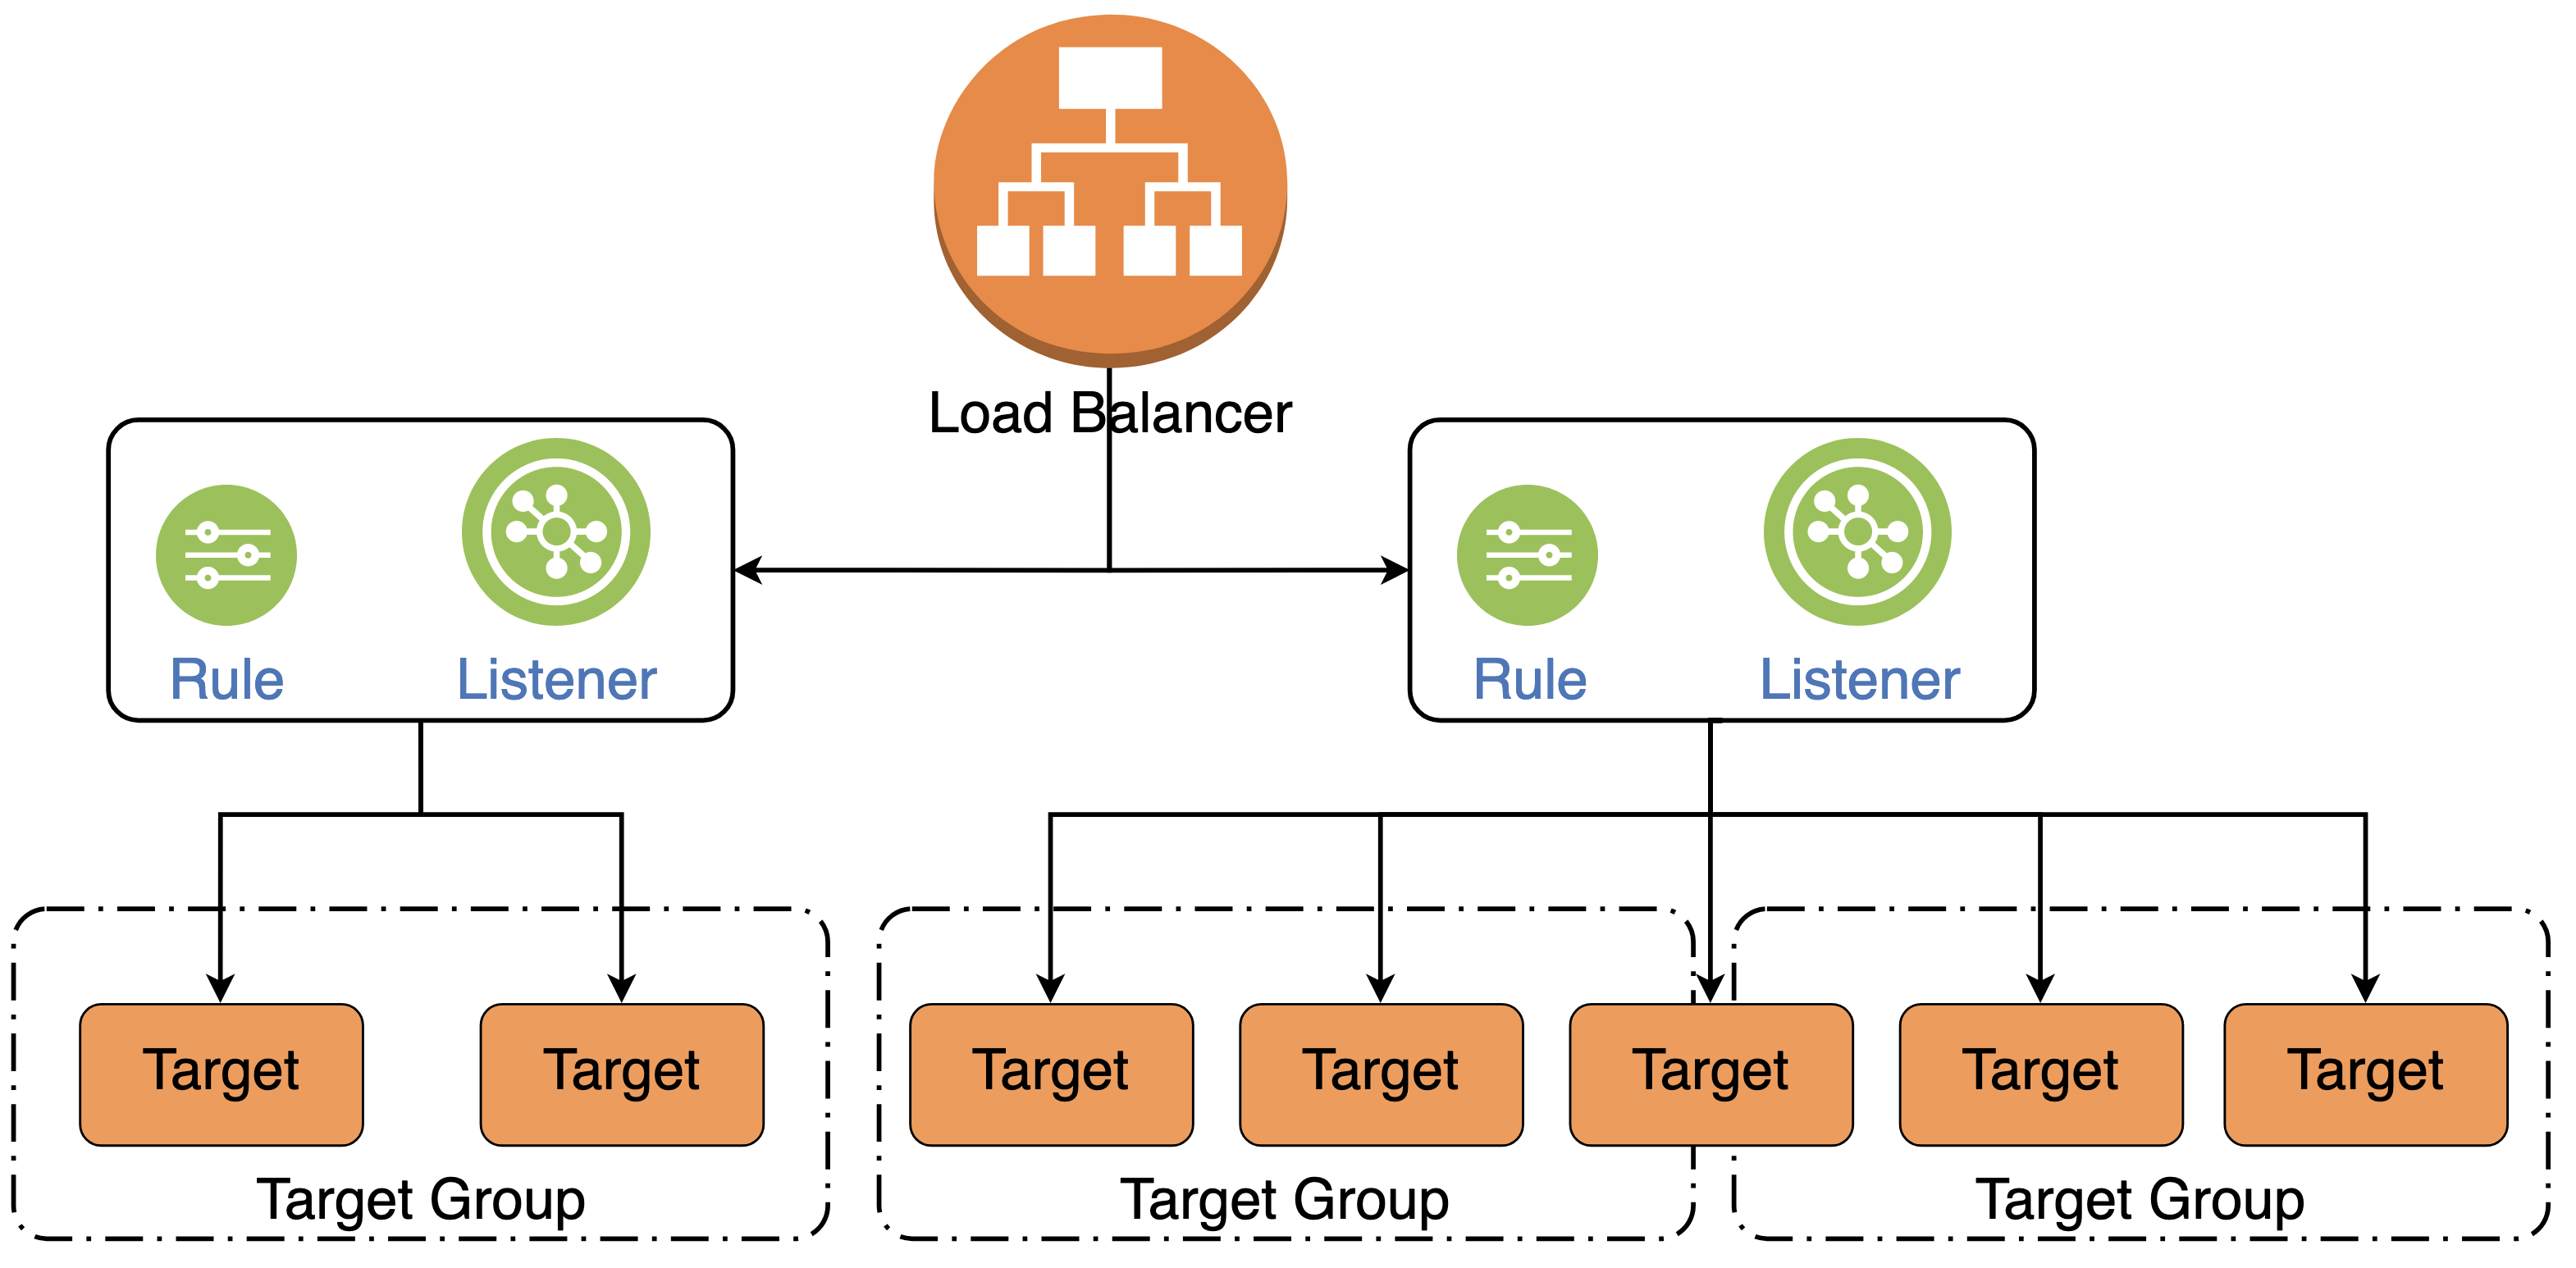 Load Balancer
Rule
Listener
Rule
Listener
Target
Target
Target
Target
Target
Target
Target
Target Group
Target Group
Target Group